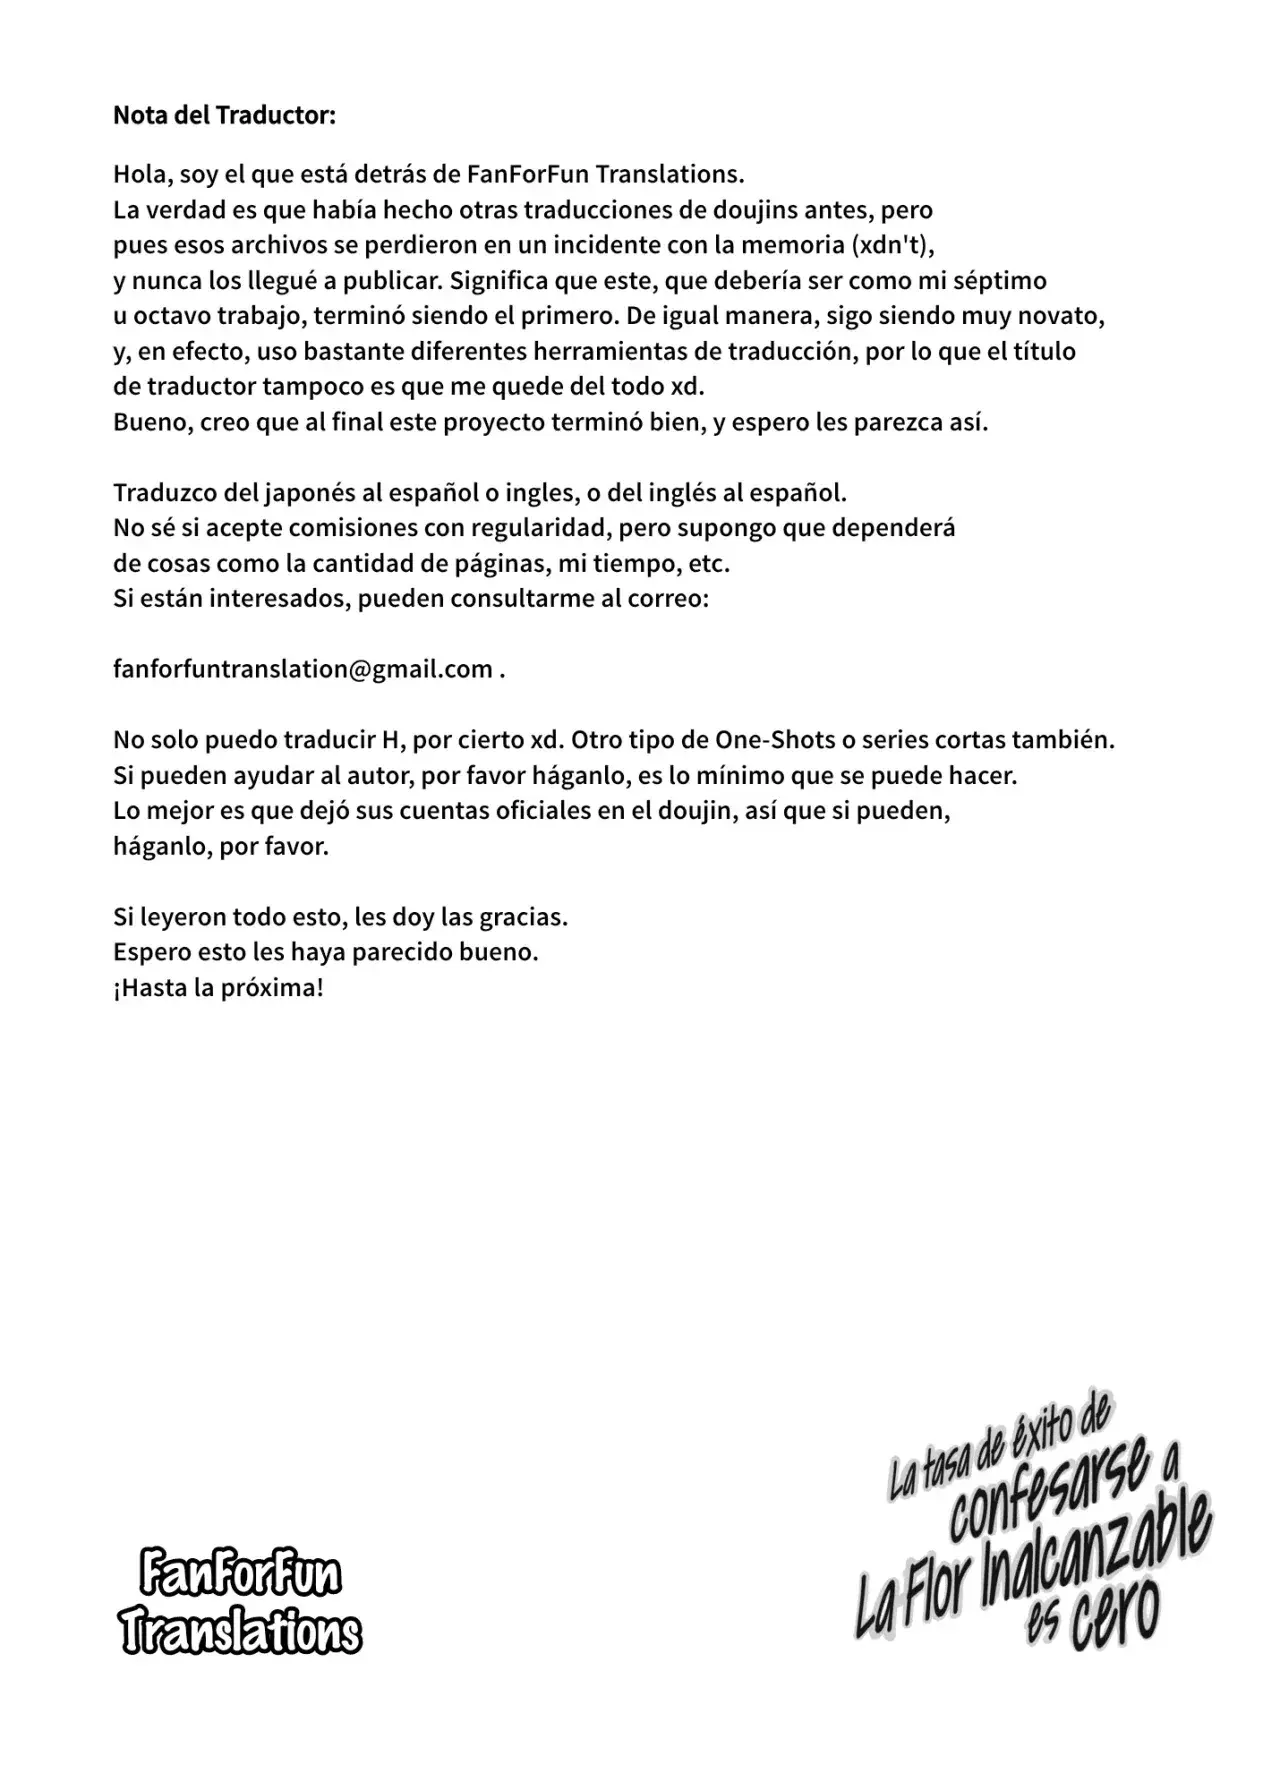 Nota del Traductor:
Hola, soy el que está detrás de FanForFun Translations.
La verdad es que había hecho otras traducciones de doujins antes, pero
pues esos archivos se perdieron en un incidente con la memoria (xdn't),
y nunca los llegué a publicar. Significa que este, que debería ser como mi séptimo
u octavo trabajo, terminó siendo el primero. De igual manera, sigo siendo muy novato,
y, en efecto, uso bastante diferentes herramientas de traducción, por lo que el título
de traductor tampoco es que me quede del todo xd.
Bueno, creo que al final este proyecto terminó bien, y espero les parezca así.
Traduzco del japonés al español o ingles, o del inglés al español.
No sé si acepte comisiones con regularidad, pero supongo que dependerá
de cosas como la cantidad de páginas, mi tiempo, etc.
Si están interesados, pueden consultarme al correo:
fanforfuntranslation@gmail.com .
No solo puedo traducir H, por cierto xd. Otro tipo de One-Shots o series cortas también.
Si pueden ayudar al autor, por favor háganlo, es lo mínimo que se puede hacer.
Lo mejor es que dejó sus cuentas oficiales en el doujin, así que si pueden,
háganlo, por favor.
Si leyeron todo esto, les doy las gracias.
Espero esto les haya parecido bueno.
¡Hasta la próxima!
La tasa de éxito de
confesarse a
La Flor Inalcanzable
es cero
FanForFun
Translations